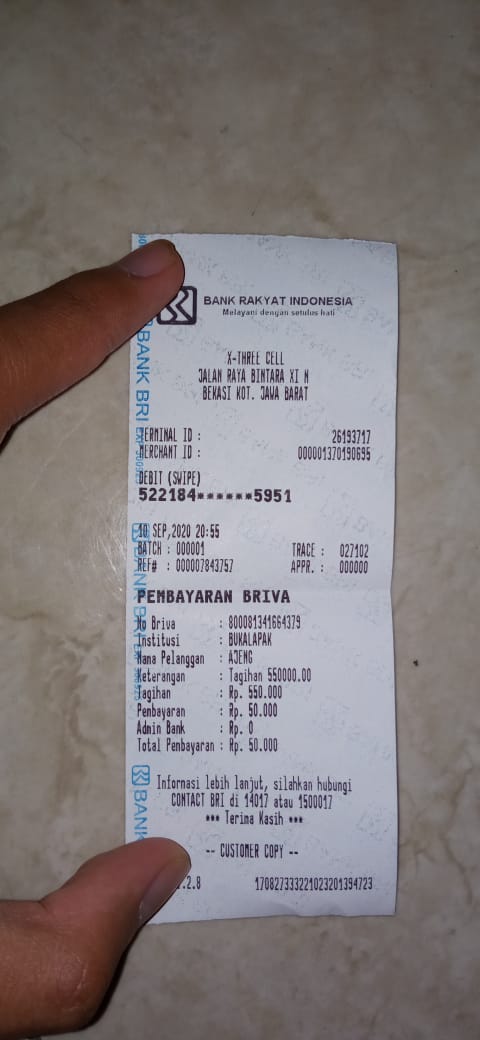 BANK RAKYAT INDONESIA
Melayani dengan setulus hati
X-THREE CELL
JALAN RAYA BINTARA XI N
BEKASI KOT. JAWA BARAT
TERMINAL ID : 26193717
MERCHANT ID : 000001370190695
DEBIT (SWIPE)
522184******5951
10 SEP,2020 20:55
BATCH : 000001 TRACE : 027102
REF# : 000007843757 APPR. : 000000
PEMBAYARAN BRIVA
No Briva : 800081341664379
Institusi : BUKALAPAK
Nama Pelanggan : AJENG
Keterangan : Tagihan 550000.00
Tagihan : Rp. 550.000
Pembayaran : Rp. 50.000
Admin Bank : Rp. 0
Total Pembayaran : Rp. 50.000
Informasi lebih lanjut, silahkan hubungi
CONTACT BRI di 14017 atau 1500017
*** Terima Kasih ***
-- CUSTOMER COPY --
.2.8 170827333221023201394723
BANK BRI
BANK